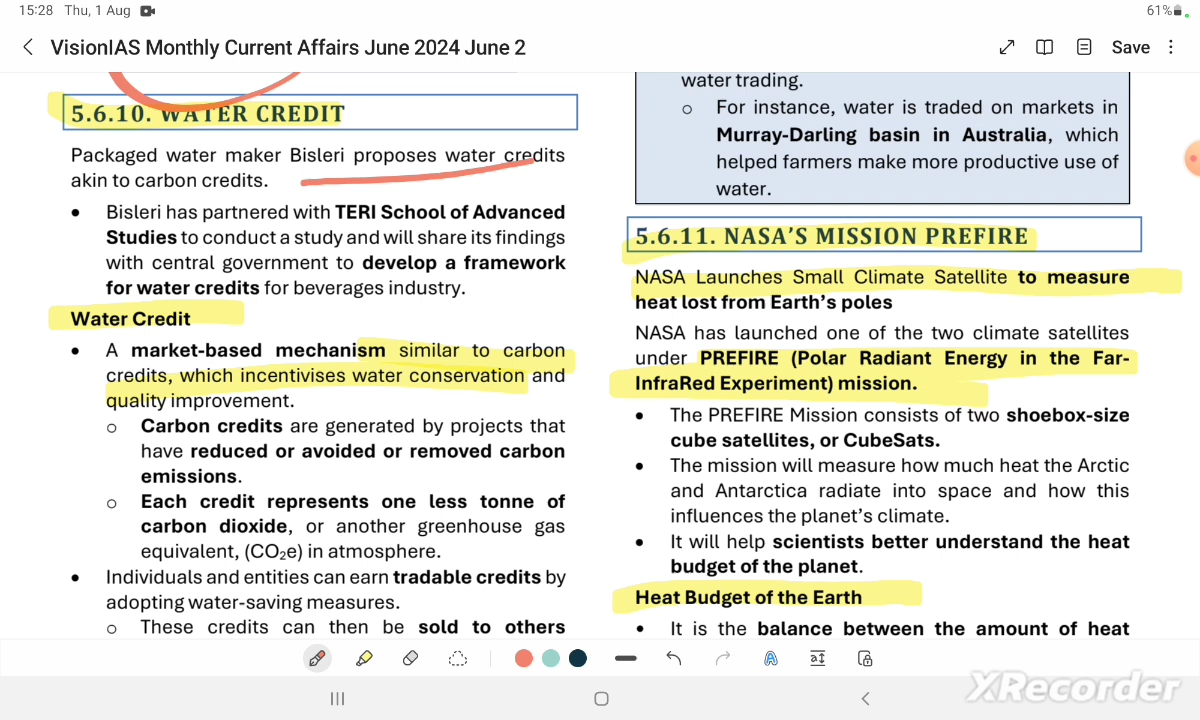 15:28 Thu, 1 Aug
61%
VisionIAS Monthly Current Affairs June 2024 June 2
Save
5.6.10. WATER CREDIT
Packaged water maker Bisleri proposes water credits
akin to carbon credits.
• Bisleri has partnered with TERI School of Advanced
Studies to conduct a study and will share its findings
with central government to develop a framework
for water credits for beverages industry.
Water Credit
• A market-based mechanism similar to carbon
credits, which incentivises water conservation and
quality improvement.
o Carbon credits are generated by projects that
have reduced or avoided or removed carbon
emissions.
o Each credit represents one less tonne of
carbon dioxide, or another greenhouse gas
equivalent, (CO₂e) in atmosphere.
• Individuals and entities can earn tradable credits by
adopting water-saving measures.
o These credits can then be sold to others
water trading.
o For instance, water is traded on markets in
Murray-Darling basin in Australia, which
helped farmers make more productive use of
water.
5.6.11. NASA'S MISSION PREFIRE
NASA Launches Small Climate Satellite to measure
heat lost from Earth's poles
NASA has launched one of the two climate satellites
under PREFIRE (Polar Radiant Energy in the Far-
InfraRed Experiment) mission.
• The PREFIRE Mission consists of two shoebox-size
cube satellites, or CubeSats.
• The mission will measure how much heat the Arctic
and Antarctica radiate into space and how this
influences the planet's climate.
• It will help scientists better understand the heat
budget of the planet.
Heat Budget of the Earth
• It is the balance between the amount of heat
XRecorder